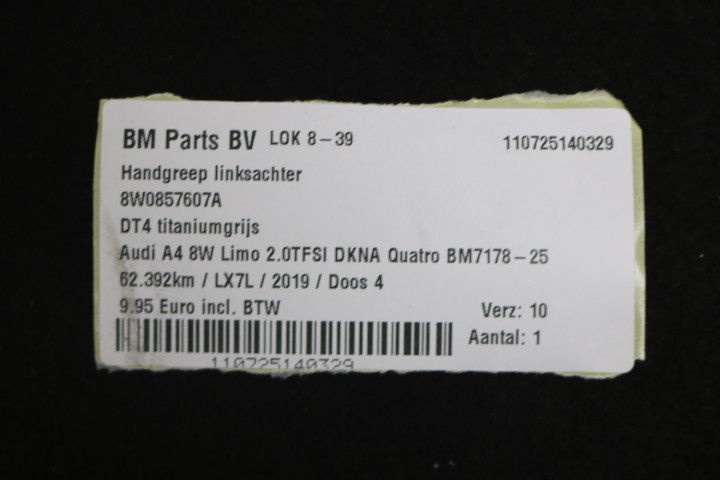 BM Parts BV LOK 8-39 110725140329
Handgreep linksachter
8W0857607A
DT4 titaniumgrijs
Audi A4 8W Limo 2.0TFSI DKNA Quatro BM7178-25
62.392km / LX7L / 2019 / Doos 4
9.95 Euro incl. BTW Verz: 10
Aantal: 1
110725140329